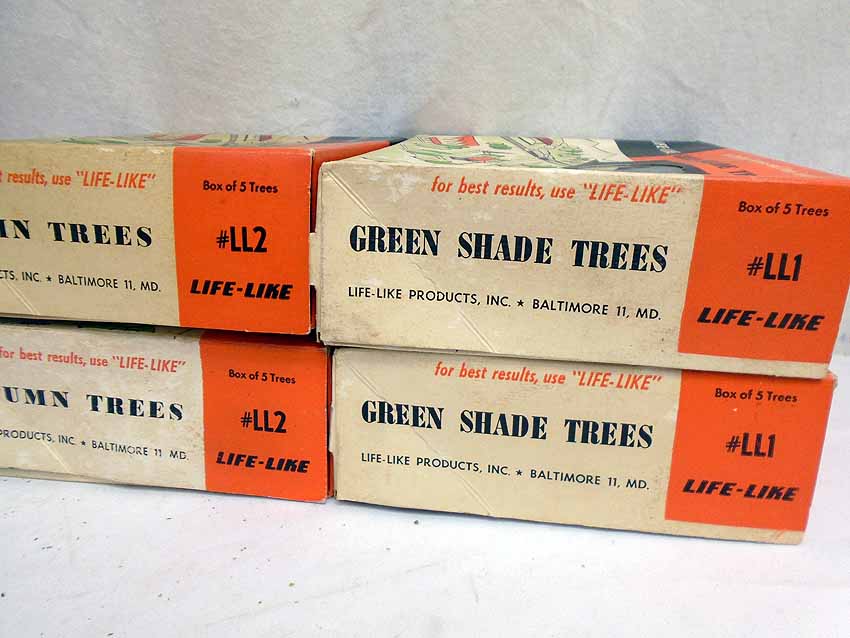 results, use "LIFE-LIKE"
Box of 5 Trees
TREES
#LL2
INC. ★ BALTIMORE 11, MD.
LIFE-LIKE
for best results, use "LIFE-LIKE"
Box of 5 Trees
GREEN SHADE TREES
#LL1
LIFE-LIKE PRODUCTS, INC. ★ BALTIMORE 11, MD.
LIFE-LIKE
for best results, use "LIFE-LIKE"
Box of 5 Trees
UMN TREES
#LL2
PRODUCTS, INC ★ BALTIMORE 11 MD.
LIFE-LIKE
for best results, use "LIFE-LIKE"
Box of 5 Trees
GREEN SHADE TREES
#LL1
LIFE-LIKE PRODUCTS, INC. ★ BALTIMORE 11, MD.
LIFE-LIKE